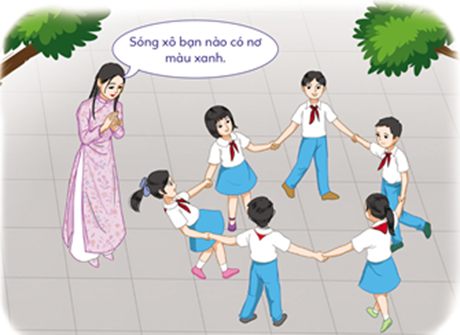 Sóng xô bạn nào có nơ
màu xanh.